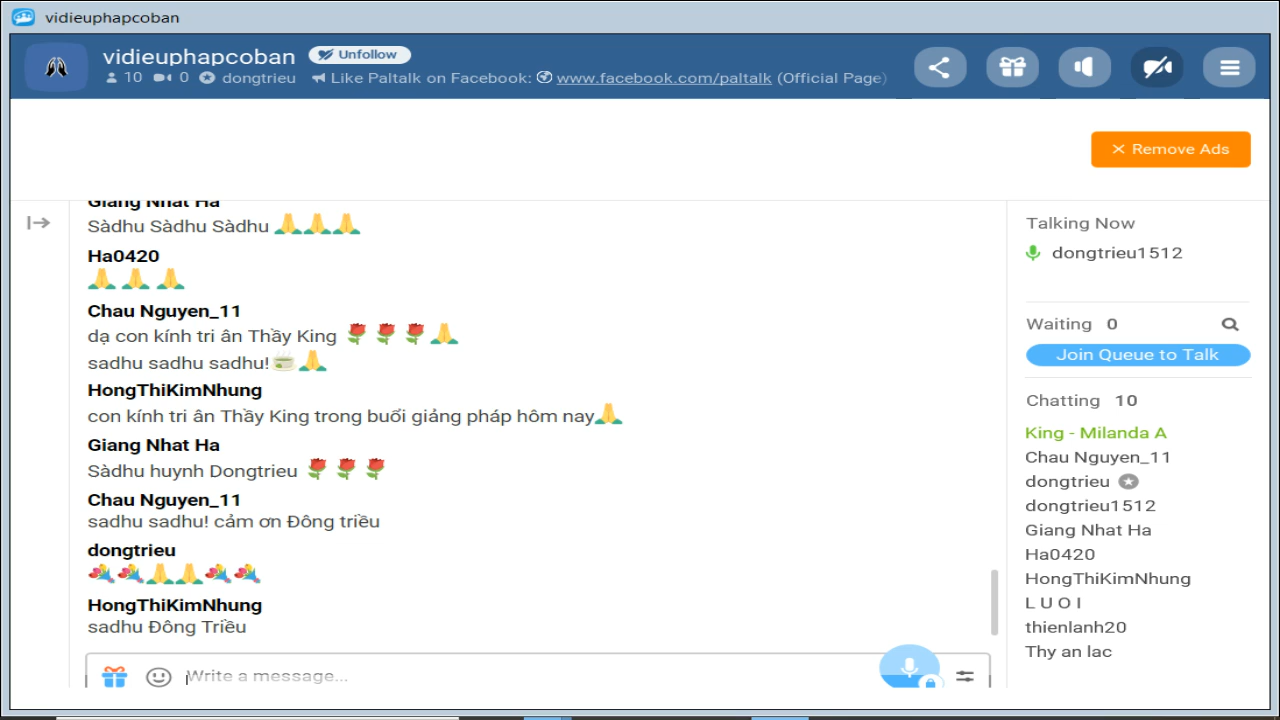 vidieuphapcoban
vidieuphapcoban Unfollow
10 0 dongtrieu Like Paltalk on Facebook: www.facebook.com/paltalk (Official Page)
Remove Ads
Giang Nhat Ha
Sàdhu Sàdhu Sàdhu 🙏🙏🙏
Ha0420
🙏 🙏 🙏
Chau Nguyen_11
dạ con kính tri ân Thầy King 🌹 🌹 🌹 🙏
sadhu sadhu sadhu!🍵🙏
HongThiKimNhung
con kính tri ân Thầy King trong buổi giảng pháp hôm nay🙏
Giang Nhat Ha
Sàdhu huynh Dongtrieu 🌹 🌹 🌹
Chau Nguyen_11
sadhu sadhu! cảm ơn Đông triều
dongtrieu
💐💐🙏🙏💐💐
HongThiKimNhung
sadhu Đông Triều
Write a message...
Talking Now
dongtrieu1512
Waiting 0
Join Queue to Talk
Chatting 10
King - Milanda A
Chau Nguyen_11
dongtrieu
dongtrieu1512
Giang Nhat Ha
Ha0420
HongThiKimNhung
L U O I
thienlanh20
Thy an lac